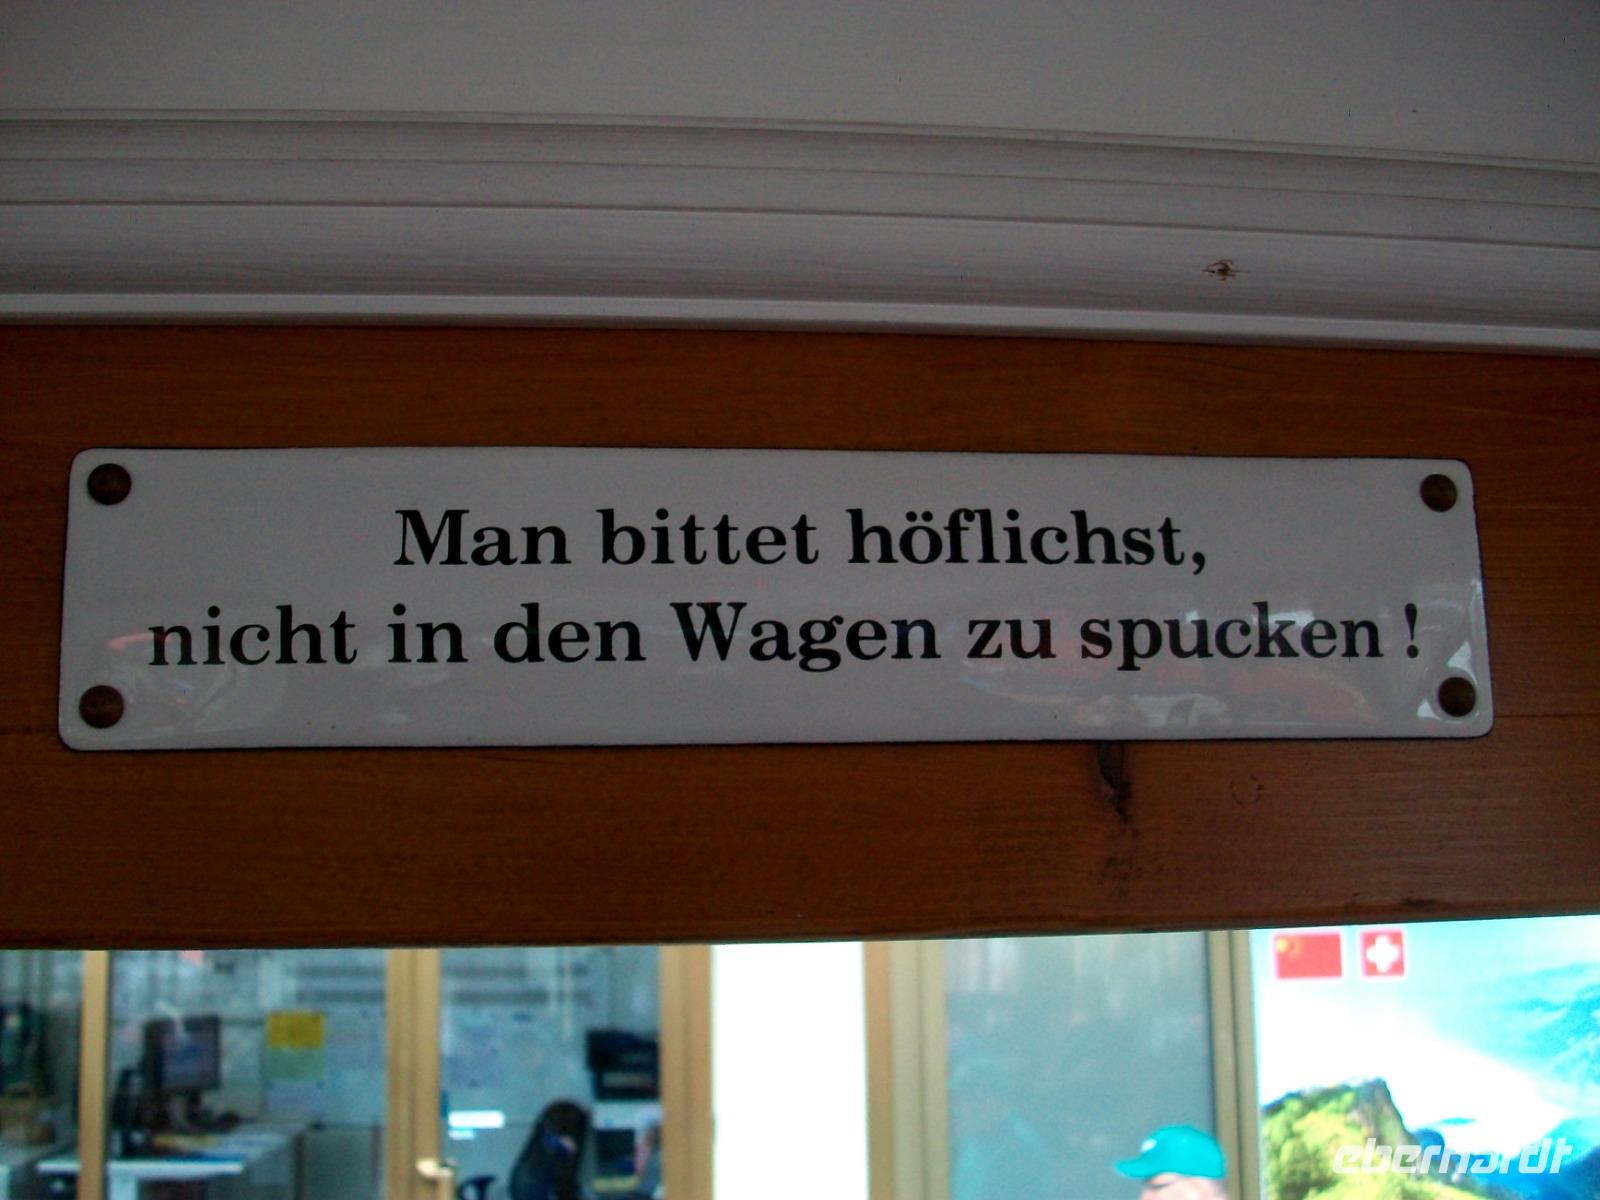 Man bittet höflichst,
nicht in den Wagen zu spucken !
eberhardt